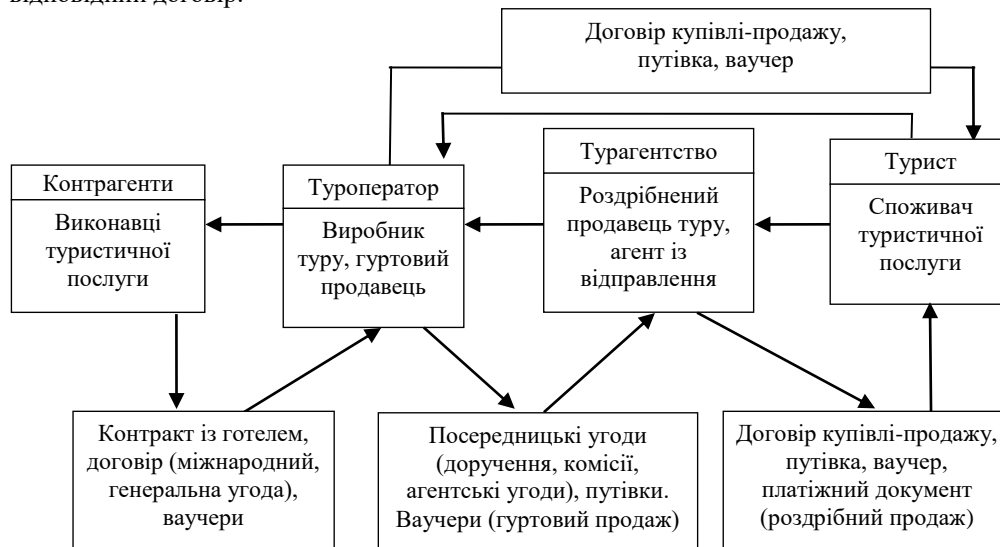 Договір купівлі-продажу,
путівка, ваучер
Контрагенти
Виконавці
туристичної
послуги
Туроператор
Виробник
туру, гуртовий
продавець
Турагентство
Роздрібнений
продавець туру,
агент із
відправлення
Турист
Споживач
туристичної
послуги
Контракт із готелем,
договір (міжнародний,
генеральна угода),
ваучери
Посередницькі угоди
(доручення, комісії,
агентські угоди), путівки.
Ваучери (гуртовий продаж)
Договір купівлі-продажу,
путівка, ваучер,
платіжний документ
(роздрібний продаж)